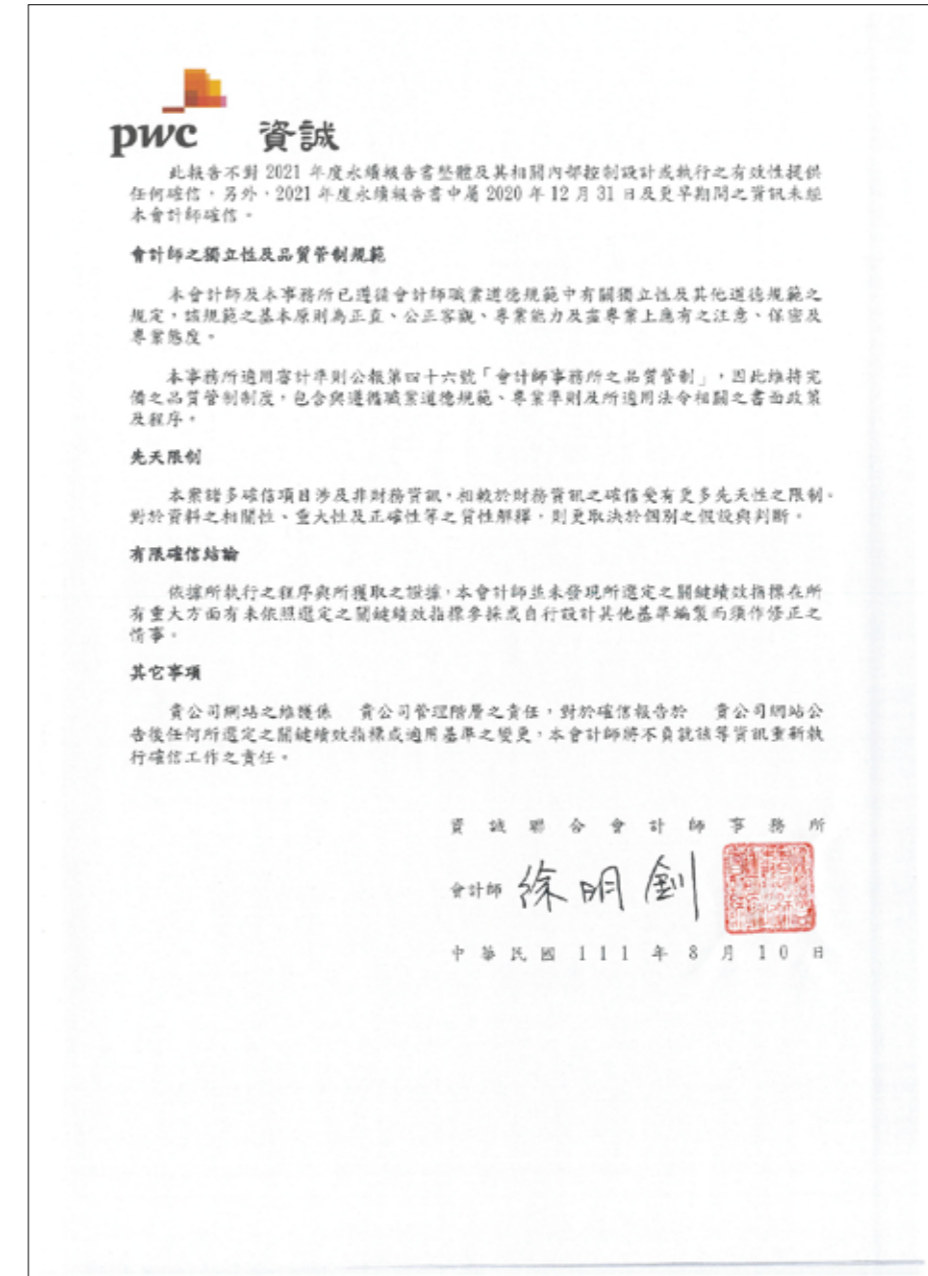 pwc 資誠
此報告不對 2021 年度永續報告書整體及其相關內部控制設計或執行之有效性提供
任何確信,另外,2021 年度永續報告書中屬 2020 年 12 月 31 日及更早期間之資訊未經
本會計師確信。
會計師之獨立性及品質管制規範
本會計師及本事務所已遵循會計師職業道德規範中有關獨立性及其他道德規範之
規定,該規範之基本原則為正直、公正客觀、專業能力及盡專業上應有之注意、保密及
專業態度。
本事務所適用審計準則公報第四十六號「會計師事務所之品質管制」,因此維持完
備之品質管制制度,包含與遵循職業道德規範、專業準則及所適用法令相關之書面政策
及程序。
先天限制
本案諸多確信項目涉及非財務資訊,相較於財務資訊之確信受有更多先天性之限制。
對於資料之相關性、重大性及正確性等之質性解釋,則更取決於個別之假設與判斷。
有限確信結論
依據所執行之程序與所獲取之證據,本會計師並未發現所選定之關鍵績效指標在所
有重大方面有未依照選定之關鍵績效指標參採或自行設計其他基準編製而須作修正之
情事。
其它事項
貴公司網站之維護係 貴公司管理階層之責任,對於確信報告於 貴公司網站公
告後任何所選定之關鍵績效指標或適用基準之變更,本會計師將不負就該等資訊重新執
行確信工作之責任。
資誠聯合會計師事務所
會計師 徐明釧
中華民國 111 年 8 月 10 日